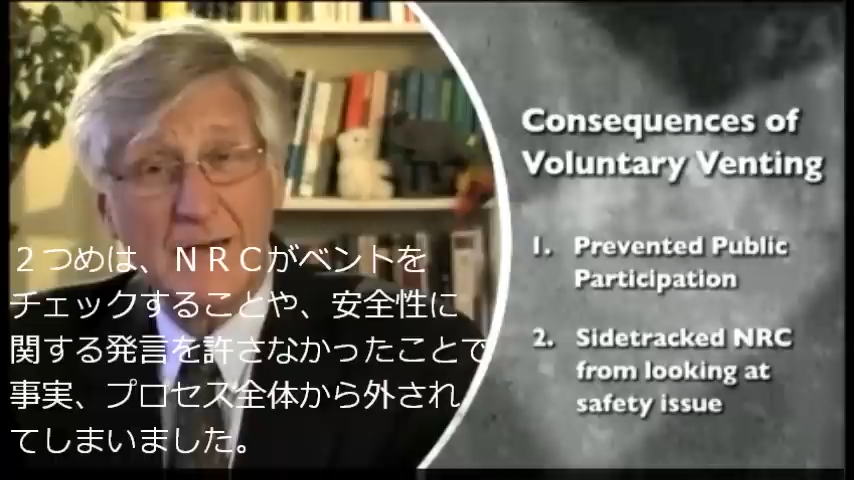 ２つめは、ＮＲＣがベントを
チェックすることや、安全性に
関する発言を許さなかったことで
事実、プロセス全体から外され
てしまいました。
Consequences of
Voluntary Venting
1. Prevented Public
Participation
2. Sidetracked NRC
from looking at
safety issue